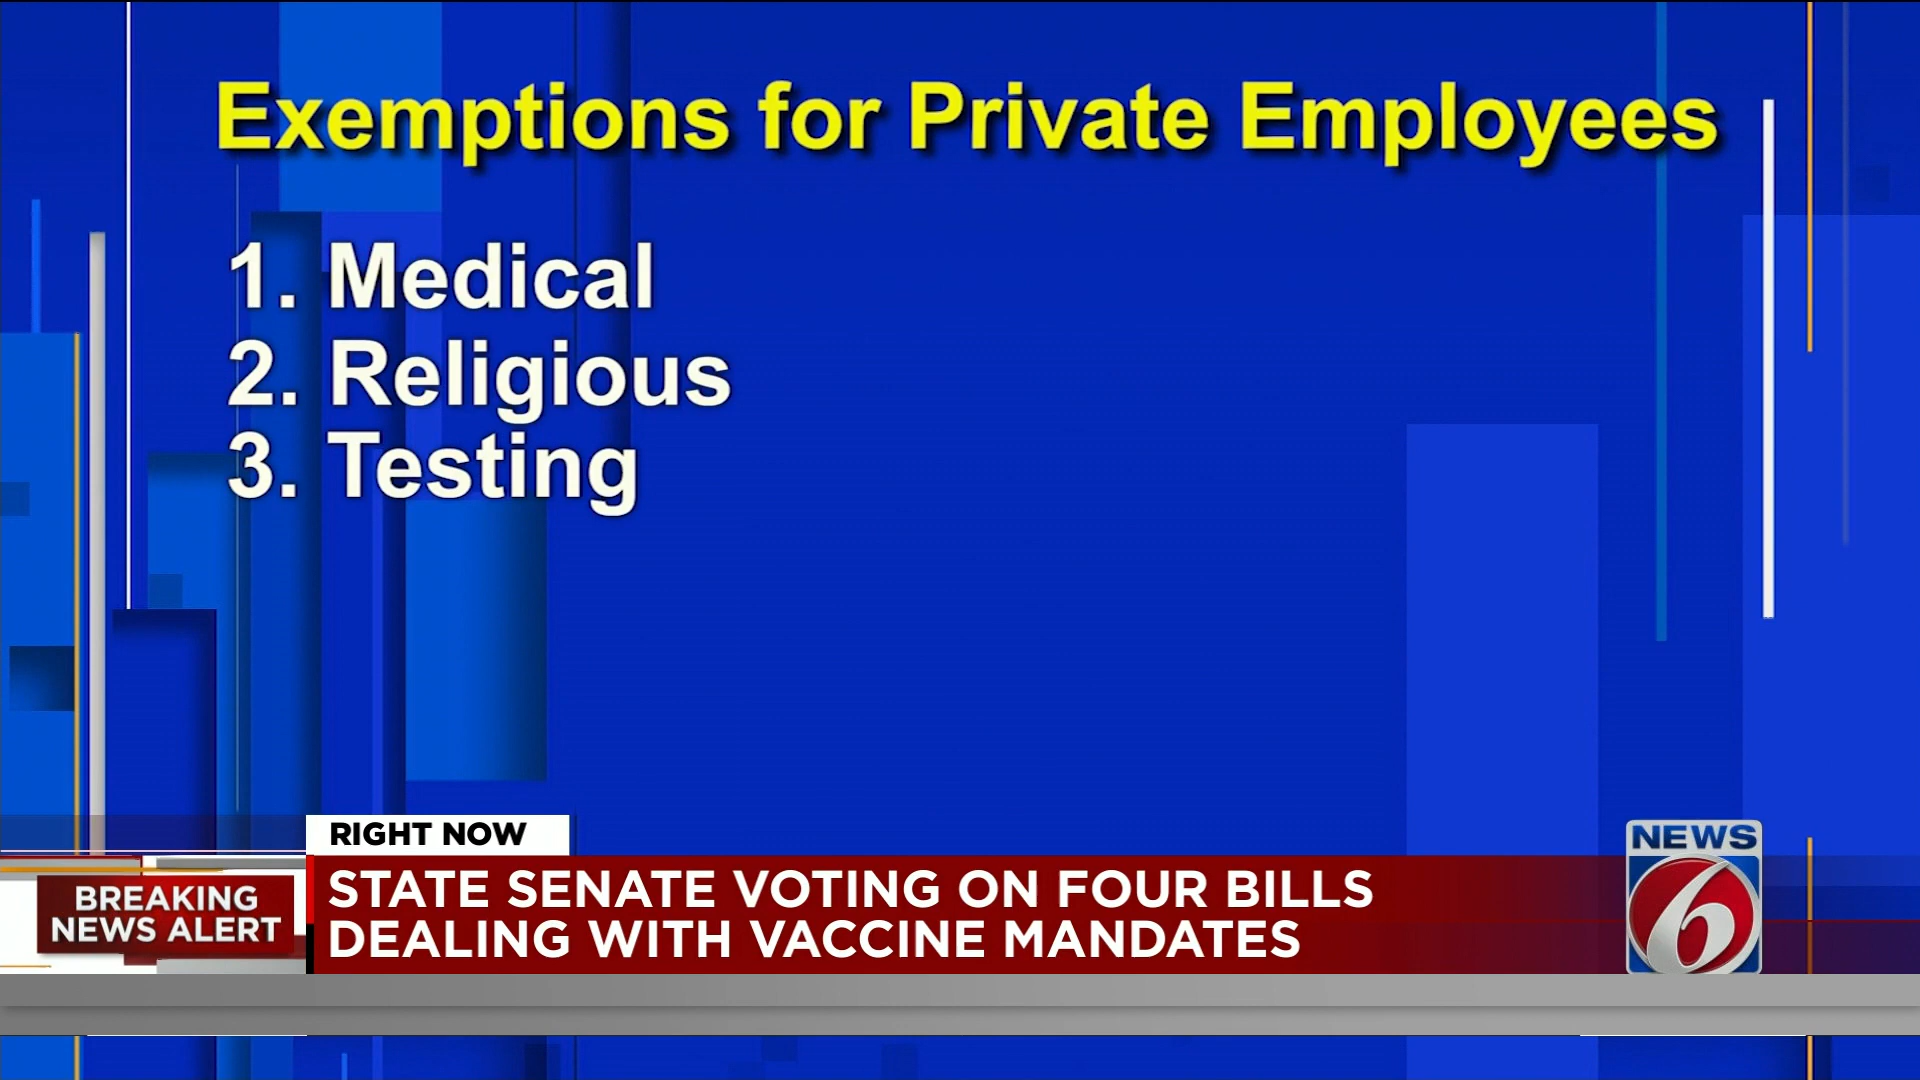 Exemptions for Private Employees
1. Medical
2. Religious
3. Testing
RIGHT NOW
BREAKING
NEWS ALERT
STATE SENATE VOTING ON FOUR BILLS
DEALING WITH VACCINE MANDATES
NEWS
6